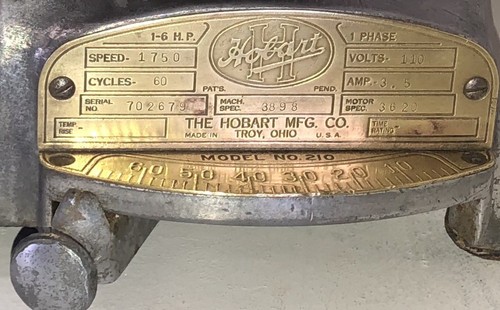 1-6 H.P. Hobart 1 PHASE
SPEED- 1750 H VOLTS- 110
CYCLES- 60 AMP.- 3.5
PAT'S. PEND.
SERIAL NO. 702679 MACH. SPEC. 3898 MOTOR SPEC. 3620
TEMP. RISE THE HOBART MFG. CO. TIME RATING
MADE IN TROY, OHIO U.S.A.
MODEL NO. 210
60 50 40 30 20 10